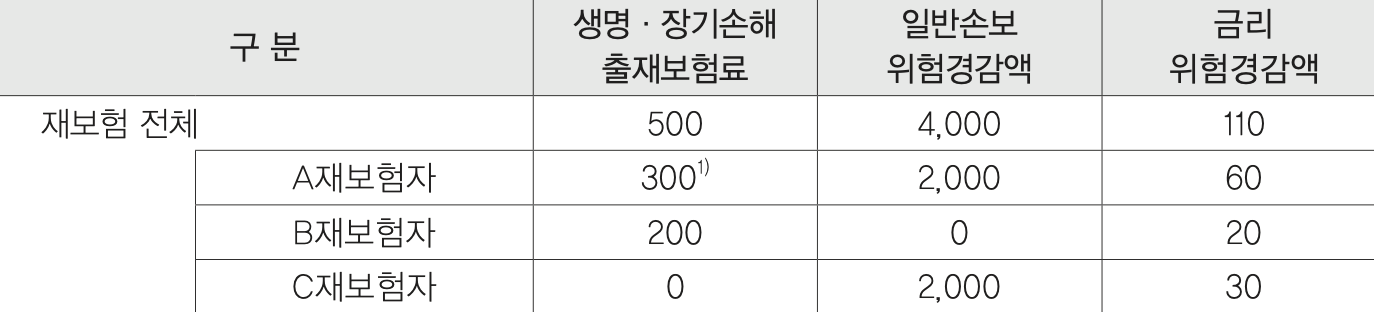 구 분 생명 · 장기손해 출재보험료 일반손보 위험경감액 금리 위험경감액
재보험 전체 500 4,000 110
A재보험자 300¹⁾ 2,000 60
B재보험자 200 0 20
C재보험자 0 2,000 30